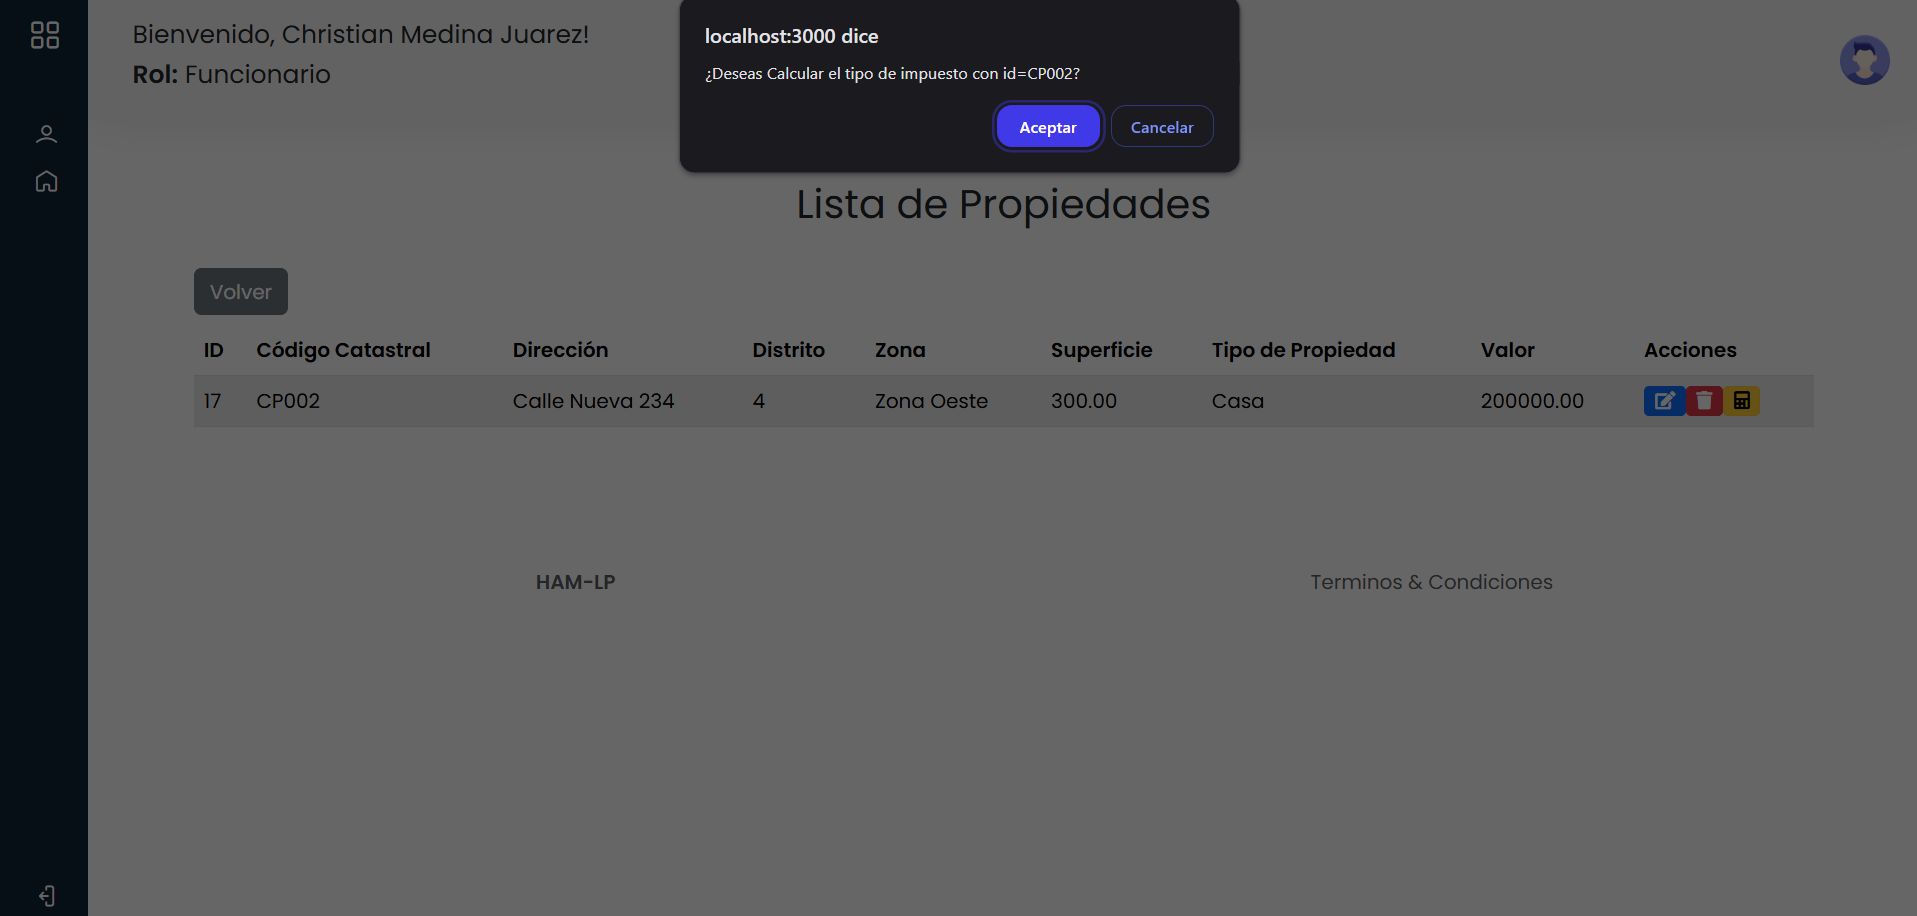 Bienvenido, Christian Medina Juarez!
Rol: Funcionario
localhost:3000 dice
¿Deseas Calcular el tipo de impuesto con id=CP002?
Aceptar Cancelar
Lista de Propiedades
Volver
ID Código Catastral Dirección Distrito Zona Superficie Tipo de Propiedad Valor Acciones
17 CP002 Calle Nueva 234 4 Zona Oeste 300.00 Casa 200000.00
HAM-LP Terminos & Condiciones